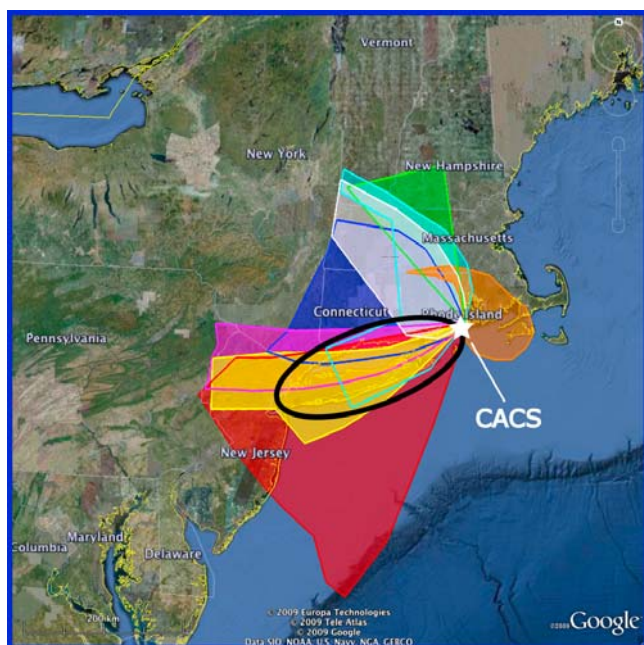 N
Vermont
New York
New Hampshire
Massachusetts
Connecticut
Rhode Island
Pennsylvania
CACS
New Jersey
Maryland
Columbia
Delaware
200 km
© 2009 Europa Technologies
© 2009 Tele Atlas
© 2009 Google
Data SIO, NOAA, U.S. Navy, NGA, GEBCO
©2009 Google